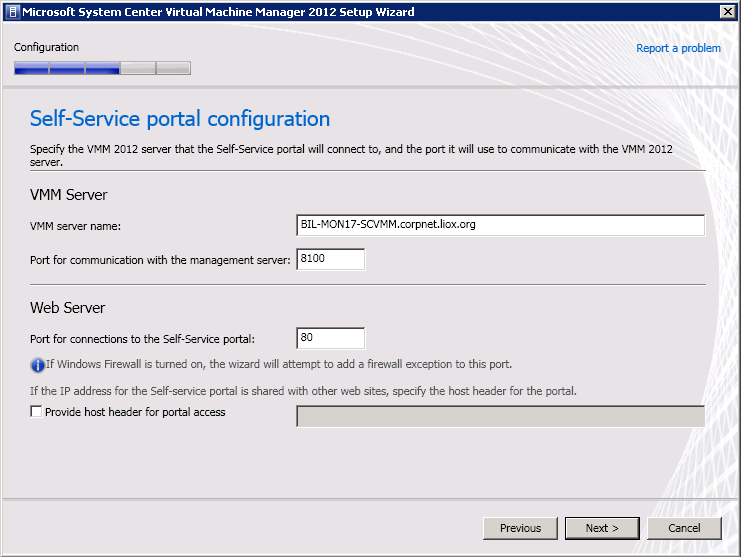 Microsoft System Center Virtual Machine Manager 2012 Setup Wizard
Configuration
Report a problem
Self-Service portal configuration
Specify the VMM 2012 server that the Self-Service portal will connect to, and the port it will use to communicate with the VMM 2012
server.
VMM Server
VMM server name:
BIL-MON17-SCVMM.corpnet.liox.org
Port for communication with the management server:
8100
Web Server
Port for connections to the Self-Service portal:
80
If Windows Firewall is turned on, the wizard will attempt to add a firewall exception to this port.
If the IP address for the Self-service portal is shared with other web sites, specify the host header for the portal.
Provide host header for portal access
Previous
Next >
Cancel